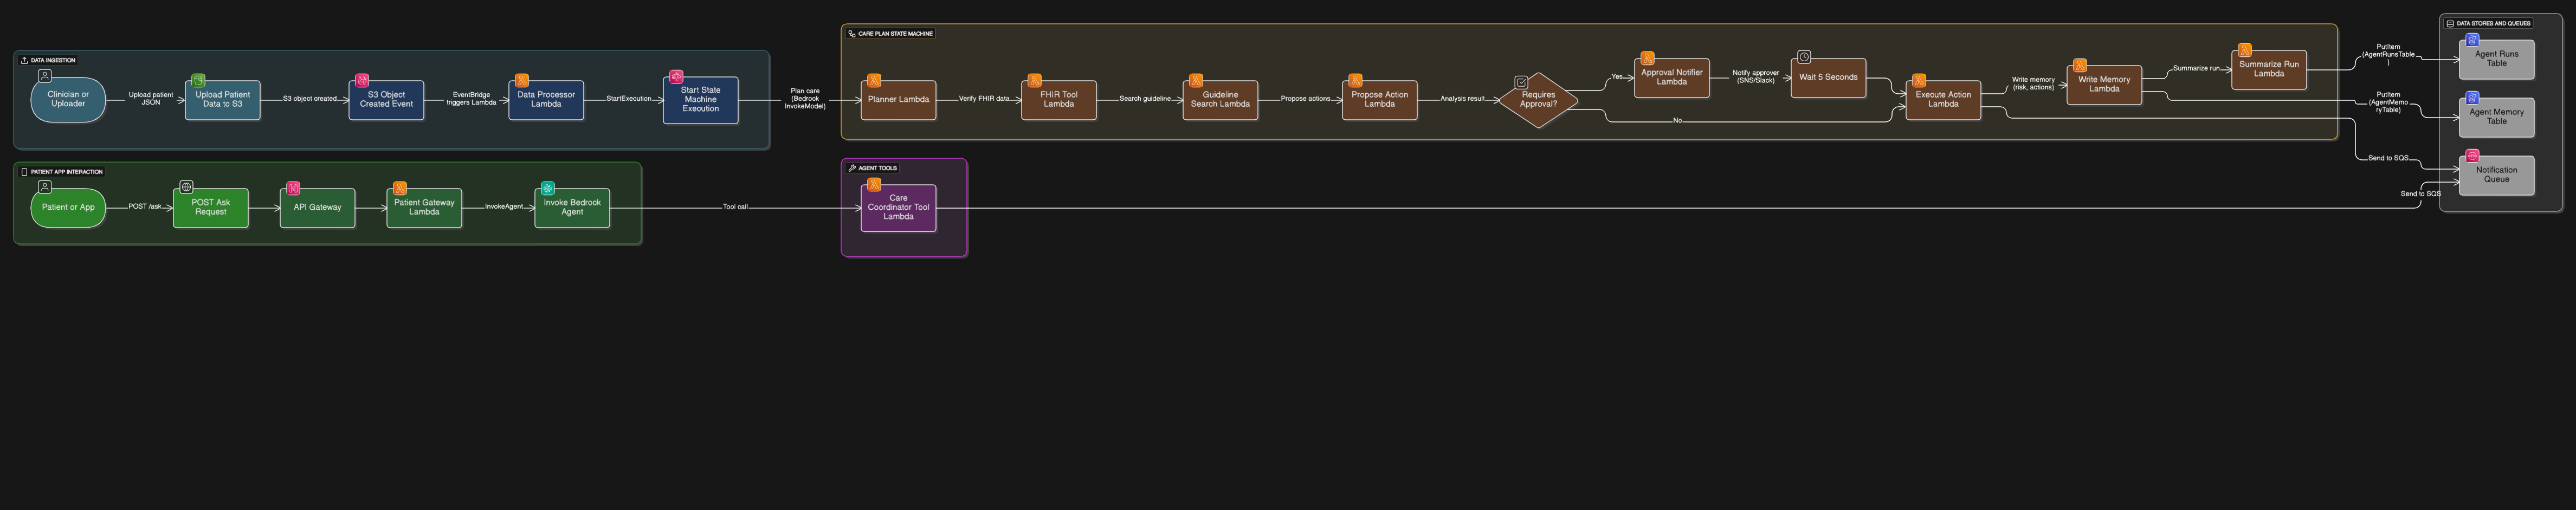 DATA INGESTION
Clinician or
Uploader
Upload patient
JSON
Upload Patient
Data to S3
S3 object created
S3 Object
Created Event
EventBridge
triggers Lambda
Data Processor
Lambda
StartExecution
Start State
Machine
Execution
Plan care
(Bedrock
InvokeModel)
CARE PLAN STATE MACHINE
Planner Lambda
Verify FHIR data
FHIR Tool
Lambda
Search guideline
Guideline
Search Lambda
Propose actions
Propose Action
Lambda
Analysis result
Requires
Approval?
Yes
No
Approval Notifier
Lambda
Notify approver
(SNS/Slack)
Wait 5 Seconds
Execute Action
Lambda
Write memory
(risk, actions)
Write Memory
Lambda
Summarize run
Summarize Run
Lambda
PutItem
(AgentRunsTable
)
PutItem
(AgentMemo
ryTable)
Send to SQS
Send to SQS
DATA STORES AND QUEUES
Agent Runs
Table
Agent Memory
Table
Notification
Queue
PATIENT APP INTERACTION
Patient or App
POST /ask
POST Ask
Request
API Gateway
Patient Gateway
Lambda
InvokeAgent
Invoke Bedrock
Agent
Tool call
AGENT TOOLS
Care
Coordinator Tool
Lambda